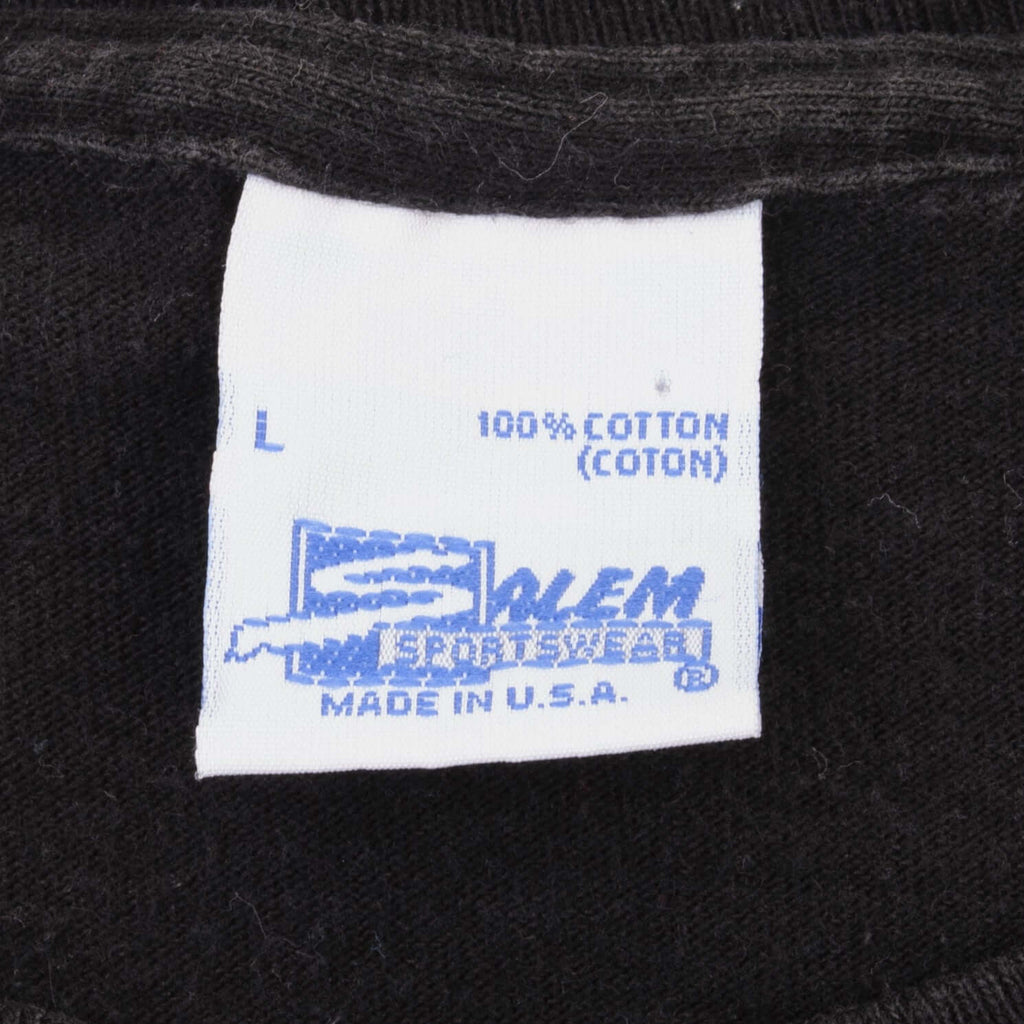 L
100% COTTON
(COTON)
SALEM
SPORTSWEAR
®
MADE IN U.S.A.